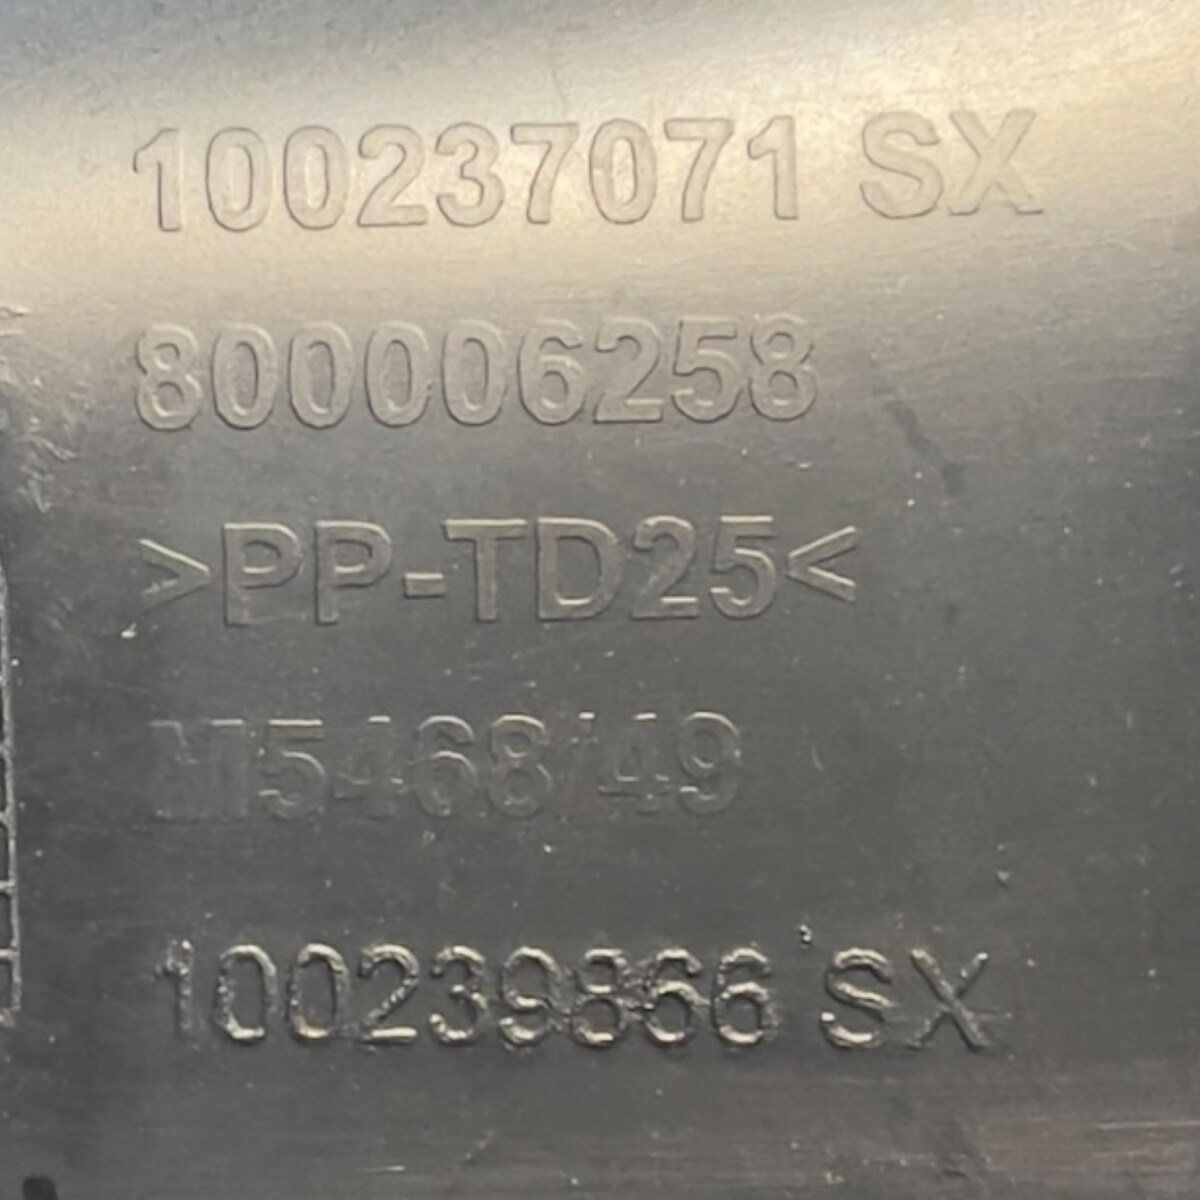 100237071 SX
800006258
>PP-TD25<
100239866 SX